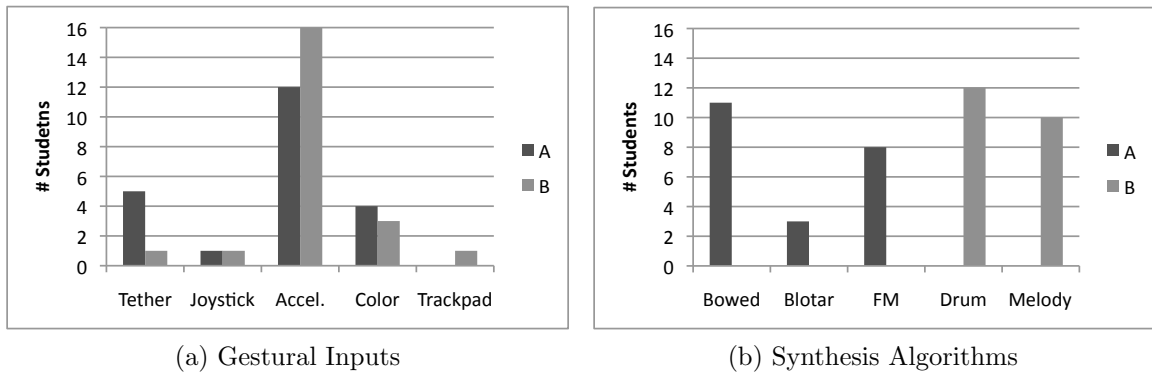 # Studetns
16
14
12
10
8
6
4
2
0
Tether Joystick Accel. Color Trackpad
A
B
(a) Gestural Inputs
# Students
16
14
12
10
8
6
4
2
0
Bowed Blotar FM Drum Melody
A
B
(b) Synthesis Algorithms